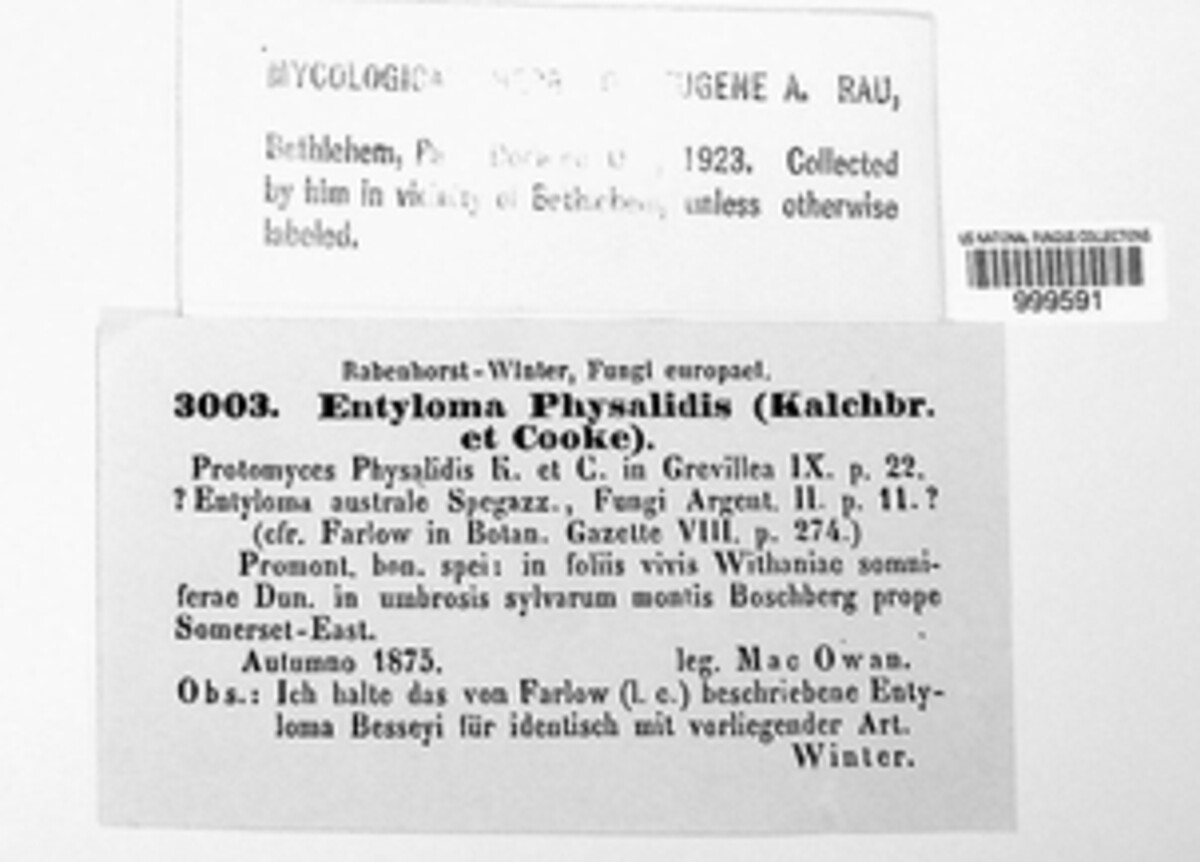 EUGENE A. RAU,
Bethlehem, 1923. Collected
by him in vicinity of Bethlehem, unless otherwise
labeled.
US NATIONAL FUNGUS COLLECTIONS
999591
Rabenhorst-Winter, Fungi europaei.
3003. Entyloma Physalidis (Kalchbr.
et Cooke).
Protomyces Physalidis K. et C. in Grevillea IX. p. 22.
? Entyloma australe Spegazz., Fungi Argent. II. p. 11.?
(cfr. Farlow in Botan. Gazette VIII. p. 274.)
Promont. bon. spei: in foliis vivis Withaniae somni-
ferae Dun. in umbrosis sylvarum montis Boschberg prope
Somerset-East.
Autumno 1875. leg. Mac Owan.
Obs.: Ich halte das von Farlow (l. c.) beschriebene Enty-
loma Besseyi für identisch mit vorliegender Art.
Winter.